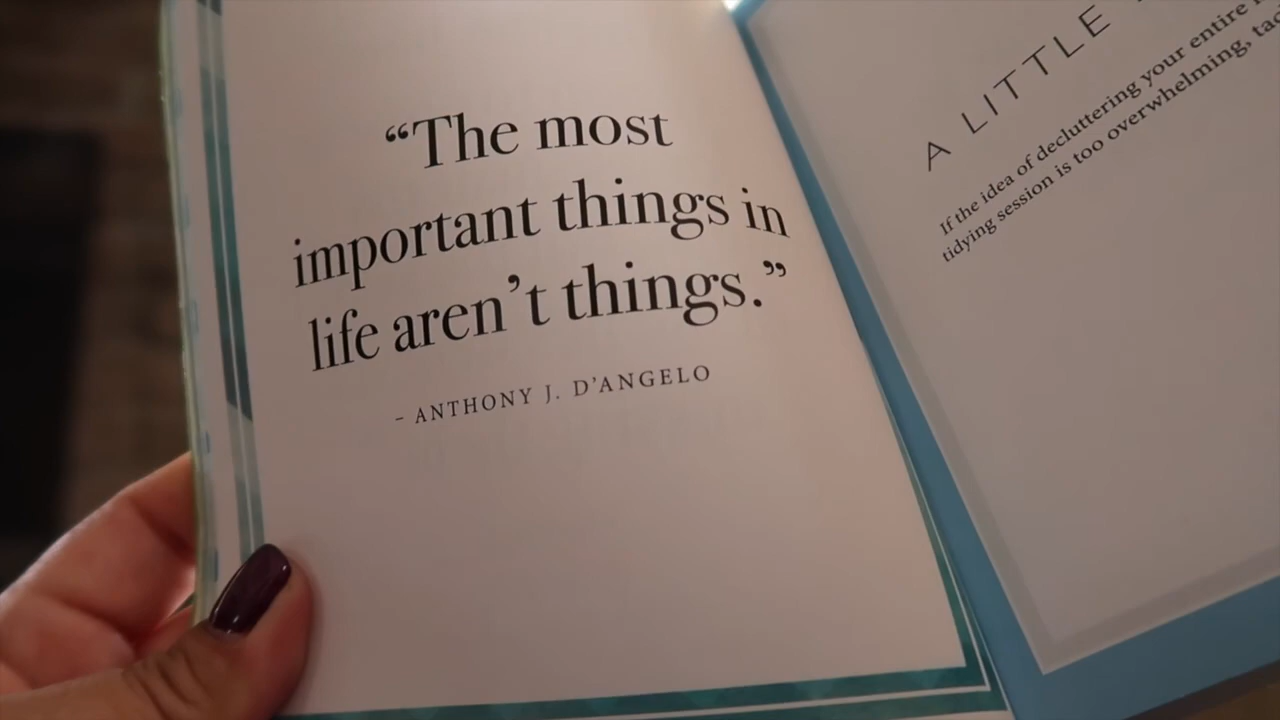 “The most
important things in
life aren’t things.”
– ANTHONY J. D’ANGELO
A LITTLE
If the idea of decluttering your entire
tidying session is too overwhelming,